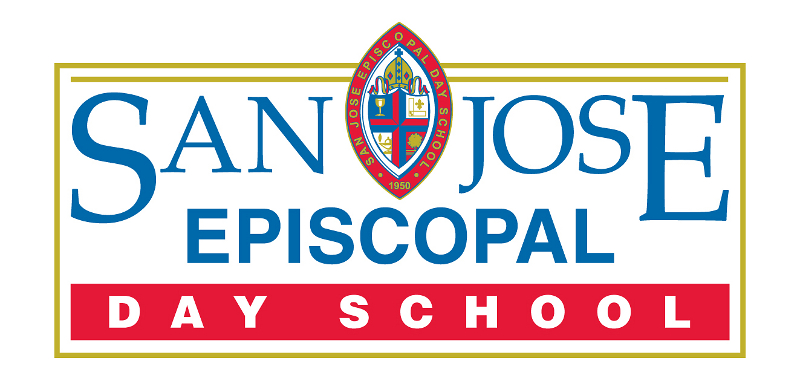 SAN JOSE
SAN JOSE EPISCOPAL DAY SCHOOL
1950
EPISCOPAL
DAY SCHOOL